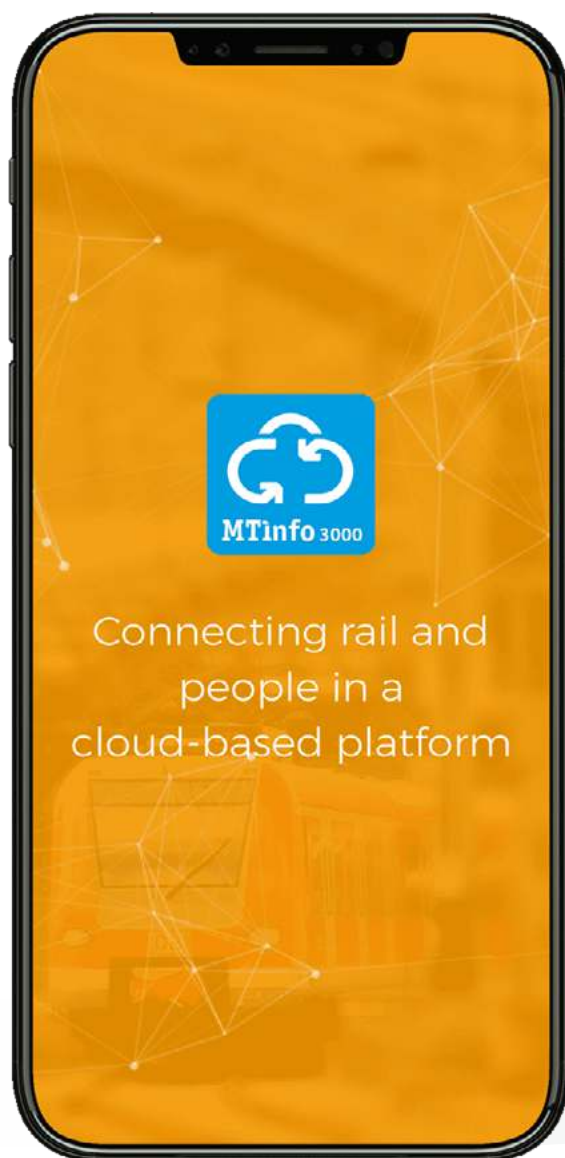 MTinfo 3000
Connecting rail and
people in a
cloud-based platform